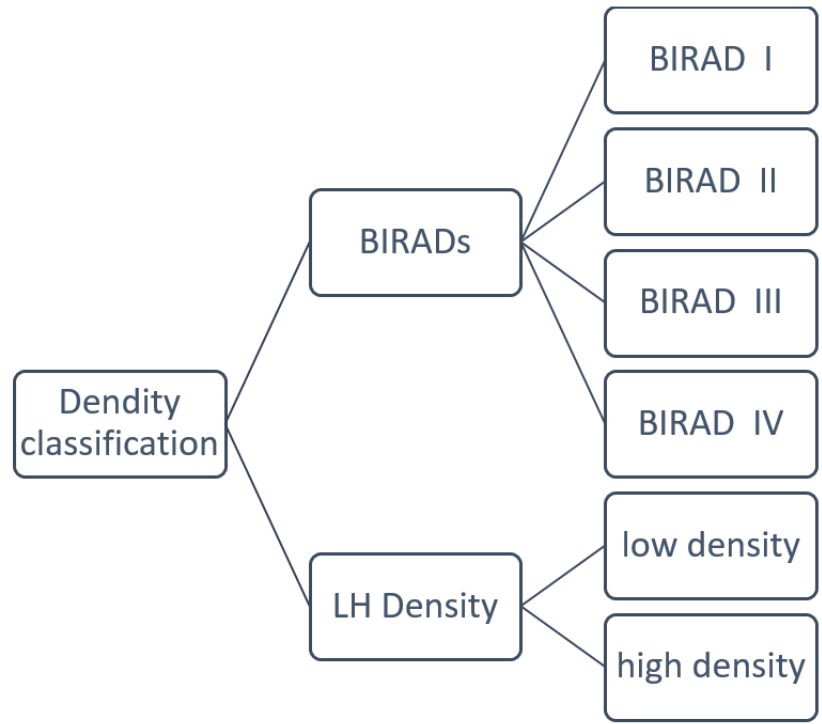 BIRAD I
BIRAD II
BIRADs
BIRAD III
Dendity
classification
BIRAD IV
low density
LH Density
high density